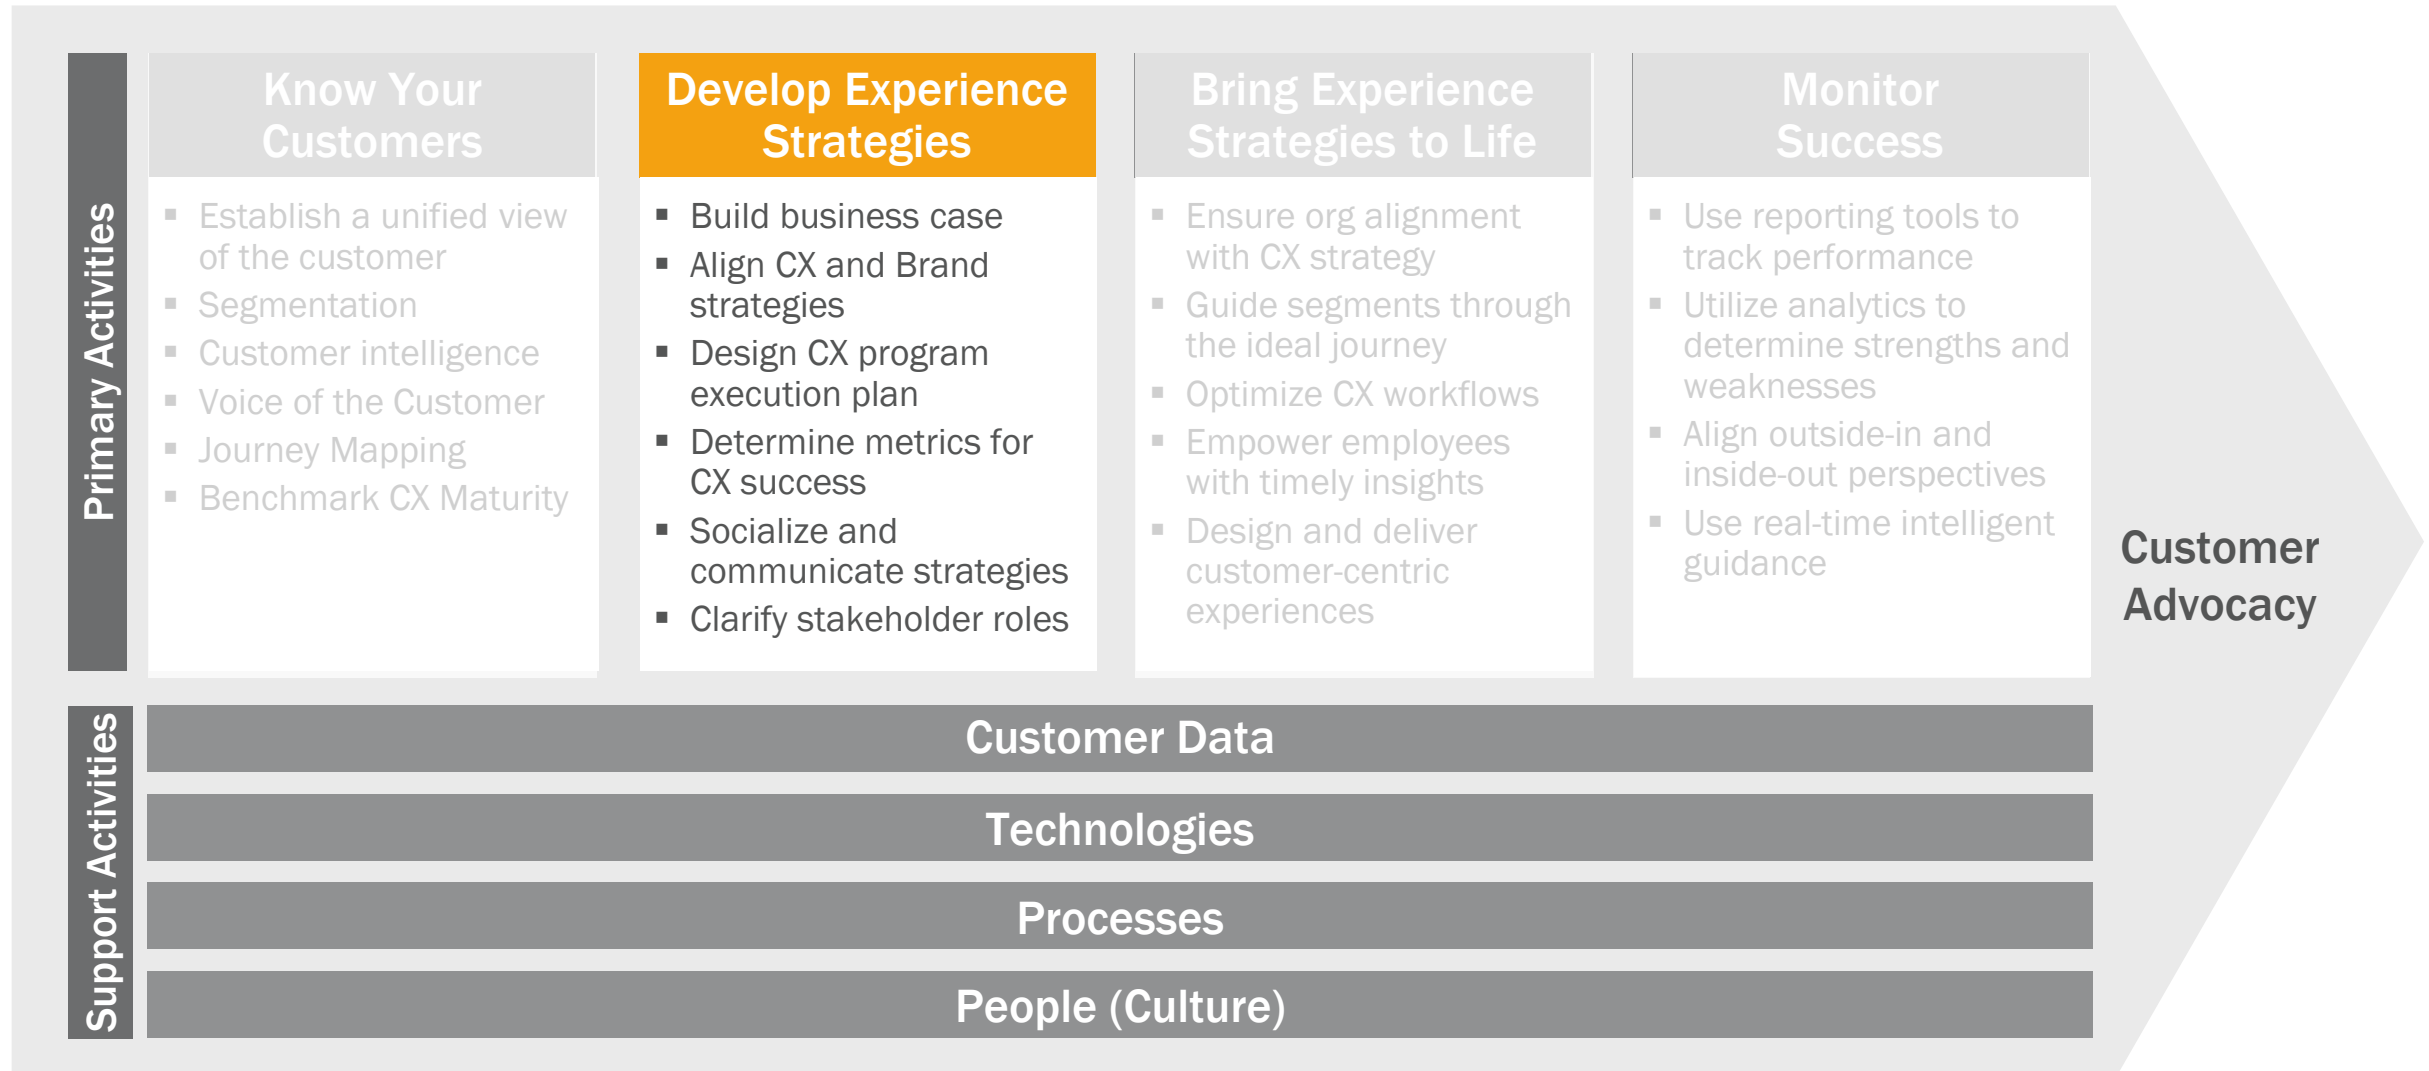 Primary Activities
Know Your
Customers
▪ Establish a unified view
of the customer
▪ Segmentation
▪ Customer intelligence
▪ Voice of the Customer
▪ Journey Mapping
▪ Benchmark CX Maturity
Develop Experience
Strategies
▪ Build business case
▪ Align CX and Brand
strategies
▪ Design CX program
execution plan
▪ Determine metrics for
CX success
▪ Socialize and
communicate strategies
▪ Clarify stakeholder roles
Bring Experience
Strategies to Life
▪ Ensure org alignment
with CX strategy
▪ Guide segments through
the ideal journey
▪ Optimize CX workflows
▪ Empower employees
with timely insights
▪ Design and deliver
customer-centric
experiences
Monitor
Success
▪ Use reporting tools to
track performance
▪ Utilize analytics to
determine strengths and
weaknesses
▪ Align outside-in and
inside-out perspectives
▪ Use real-time intelligent
guidance
Customer
Advocacy
Support Activities
Customer Data
Technologies
Processes
People (Culture)